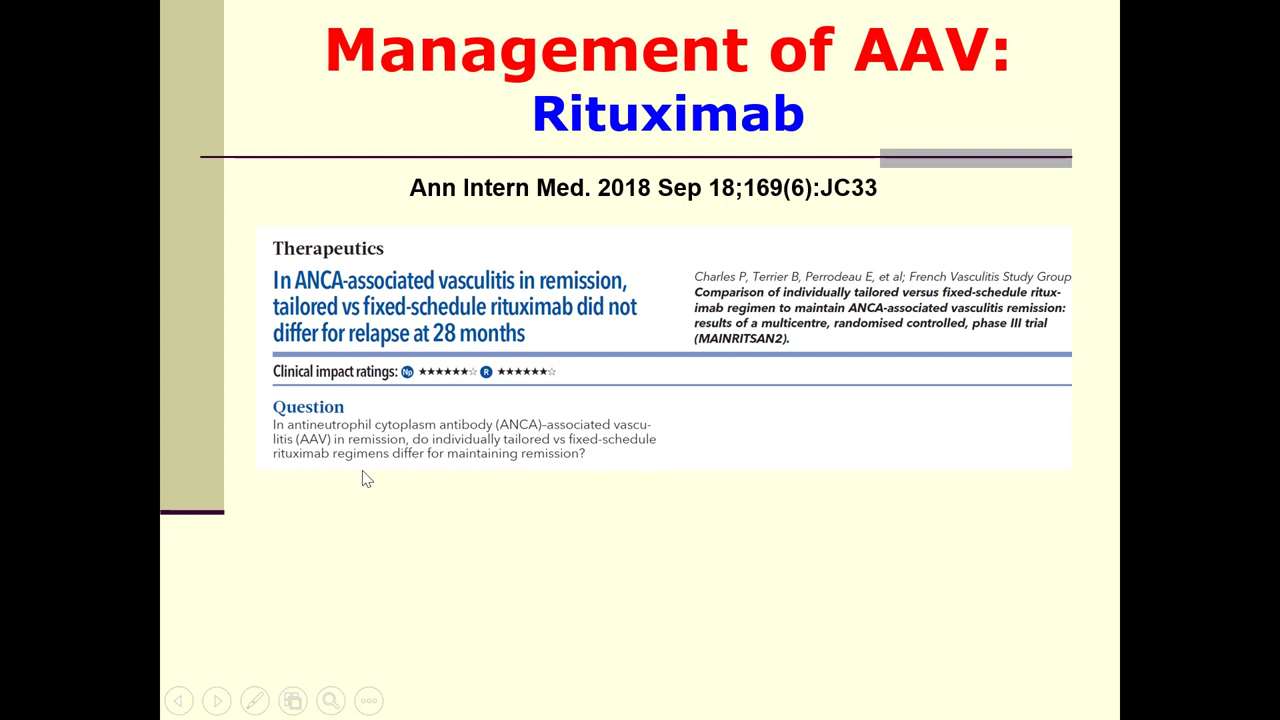 Management of AAV:
Rituximab
Ann Intern Med. 2018 Sep 18;169(6):JC33
Therapeutics
In ANCA-associated vasculitis in remission,
tailored vs fixed-schedule rituximab did not
differ for relapse at 28 months
Charles P, Terrier B, Perrodeau E, et al; French Vasculitis Study Group
Comparison of individually tailored versus fixed-schedule ritux-
imab regimen to maintain ANCA-associated vasculitis remission:
results of a multicentre, randomised controlled, phase III trial
(MAINRITSAN2).
Clinical impact ratings: Np ★★★★★★☆ R ★★★★★★☆
Question
In antineutrophil cytoplasm antibody (ANCA)–associated vascu-
litis (AAV) in remission, do individually tailored vs fixed-schedule
rituximab regimens differ for maintaining remission?